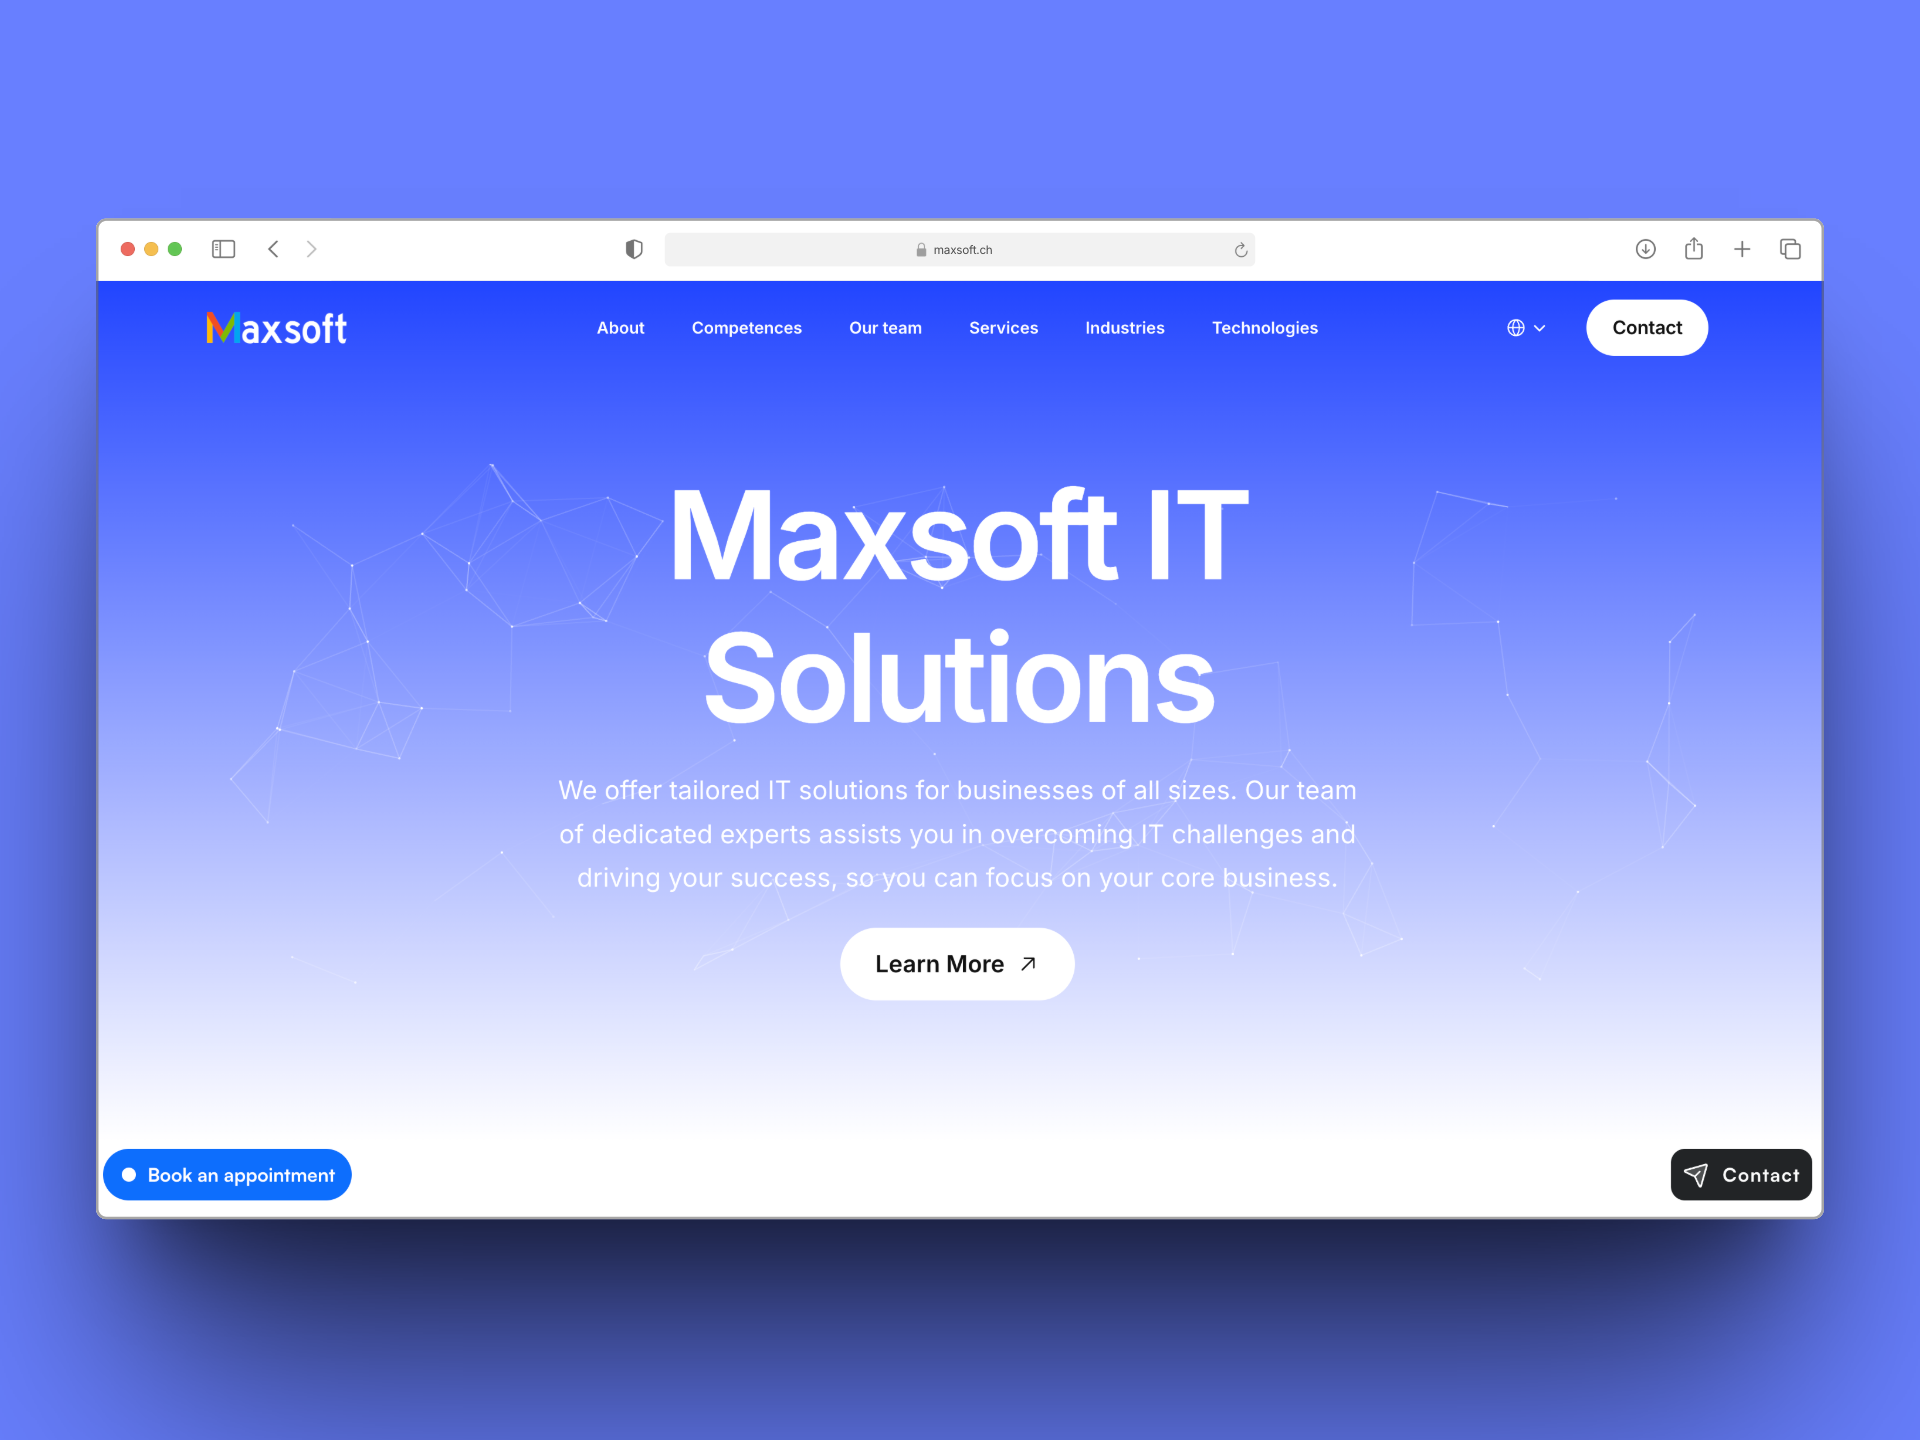 maxsoft.ch
Maxsoft
About Competences Our team Services Industries Technologies
Contact
Maxsoft IT
Solutions
We offer tailored IT solutions for businesses of all sizes. Our team
of dedicated experts assists you in overcoming IT challenges and
driving your success, so you can focus on your core business.
Learn More
Book an appointment
Contact